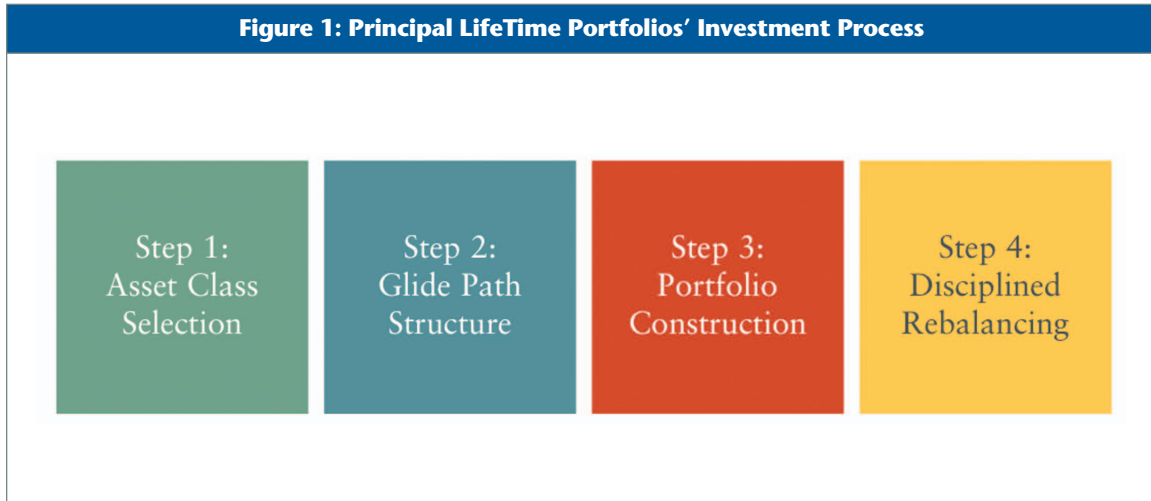 Figure 1: Principal LifeTime Portfolios’ Investment Process
Step 1:
Asset Class
Selection
Step 2:
Glide Path
Structure
Step 3:
Portfolio
Construction
Step 4:
Disciplined
Rebalancing